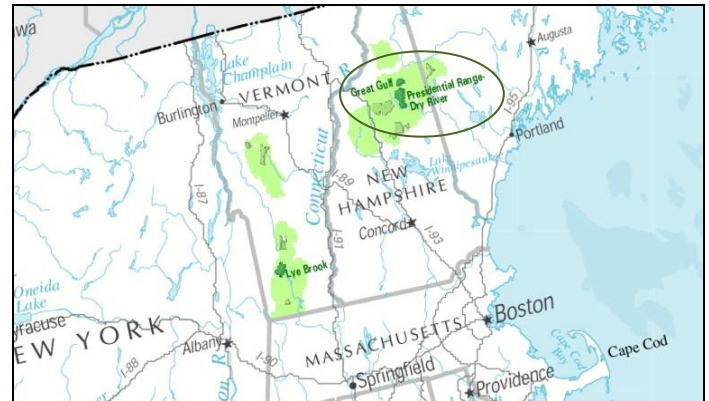 wa
Lake
Champlain
VERMONT
Burlington
Montpelier
Connecticut
R
Great Gulf
Presidential Range-
Dry River
Augusta
I-95
Portland
Lake
Winnipesaukee
NEW
HAMPSHIRE
I-89
I-87
I-91
I-93
Concord
Lye Brook
Oneida
Lake
yracuse
EW YORK
Albany
I-88
I-90
on R
MASSACHUSETTS
Boston
Springfield
Providence
Cape Cod
Bay
Cape Cod